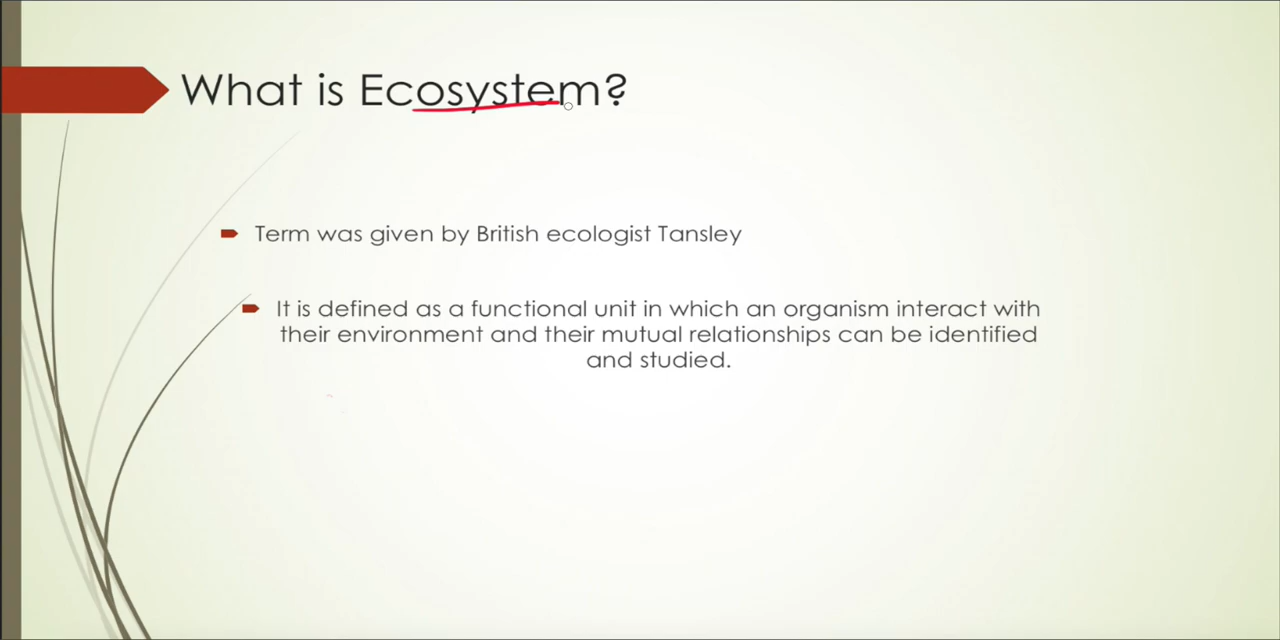 What is Ecosystem?
Term was given by British ecologist Tansley
It is defined as a functional unit in which an organism interact with
their environment and their mutual relationships can be identified
and studied.